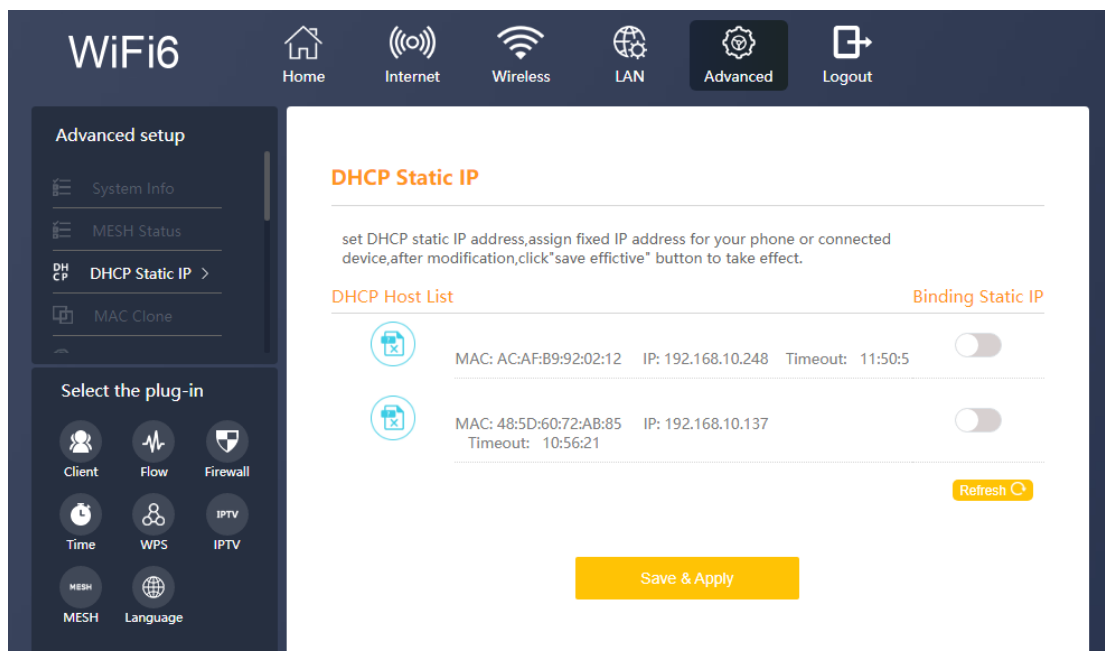 WiFi6
Home
Internet
Wireless
LAN
Advanced
Logout
Advanced setup
System Info
MESH Status
DH
CP
DHCP Static IP >
MAC Clone
Select the plug-in
Client
Flow
Firewall
Time
WPS
IPTV
IPTV
MESH
MESH
Language
DHCP Static IP
set DHCP static IP address,assign fixed IP address for your phone or connected
device,after modification,click"save effictive" button to take effect.
DHCP Host List
Binding Static IP
X
MAC: AC:AF:B9:92:02:12 IP: 192.168.10.248 Timeout: 11:50:5
X
MAC: 48:5D:60:72:AB:85 IP: 192.168.10.137
Timeout: 10:56:21
Refresh
Save & Apply